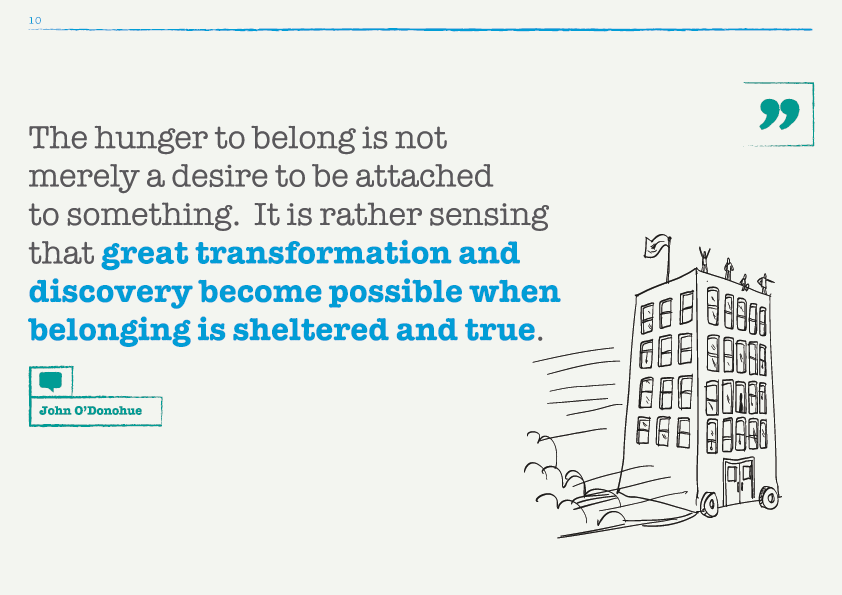 10
”
The hunger to belong is not
merely a desire to be attached
to something.  It is rather sensing
that great transformation and
discovery become possible when
belonging is sheltered and true.
John O’Donohue